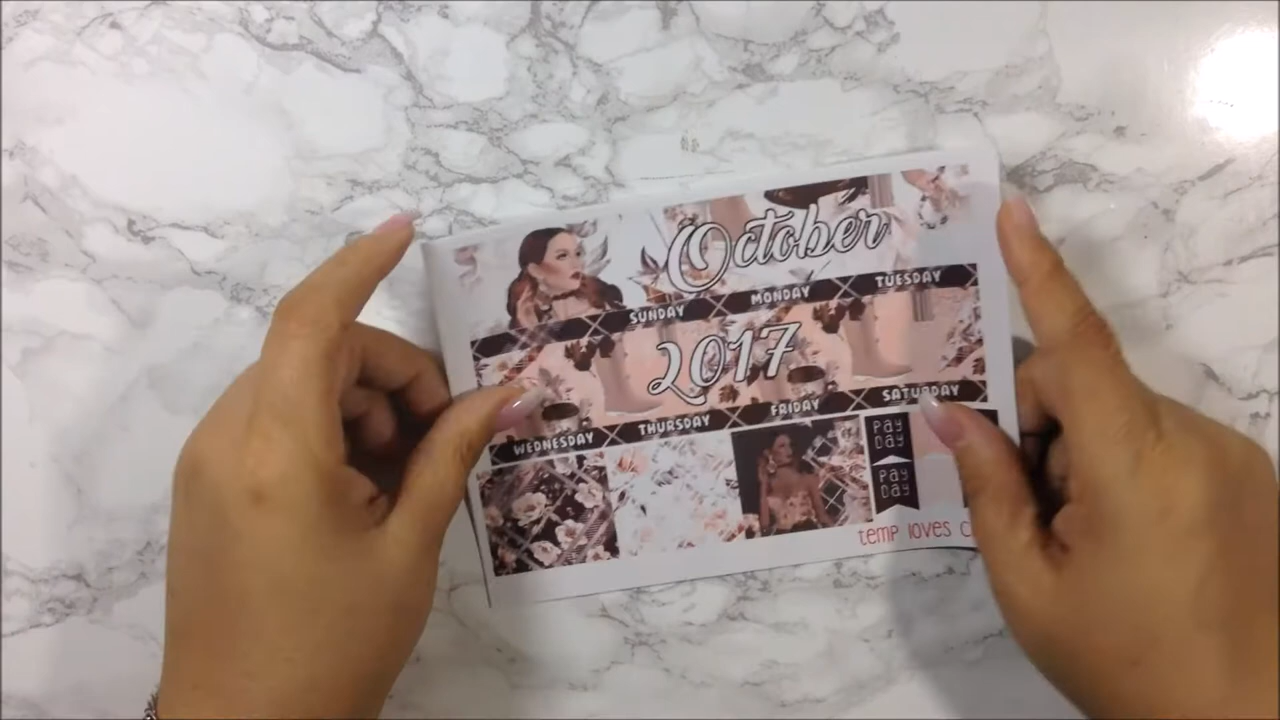 October
SUNDAY MONDAY TUESDAY
2017
WEDNESDAY THURSDAY FRIDAY SATURDAY
PAY
DAY
PAY
DAY
TEMP LOVES